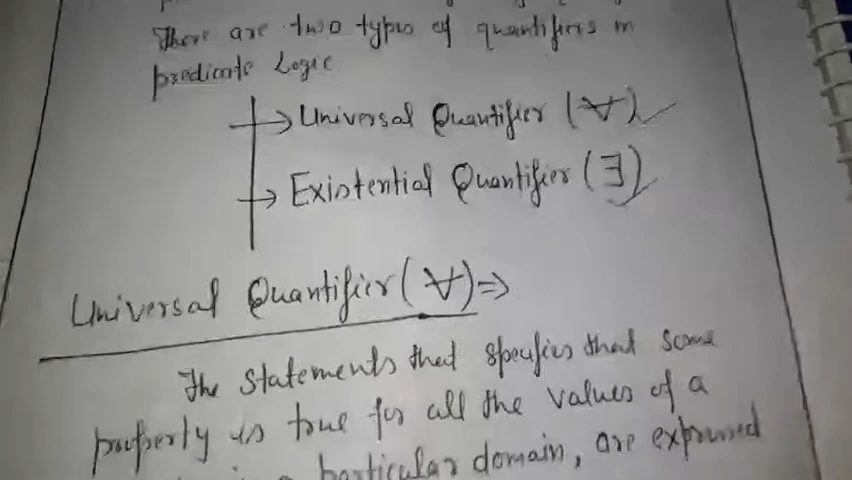 There are two types of quantifiers in
predicate Logic
→ Universal Quantifier (∀)
→ Existential Quantifier (∃)
Universal Quantifier (∀) ⇒
The statements that specifies that some
property is true for all the values of a
particular domain, are expressed